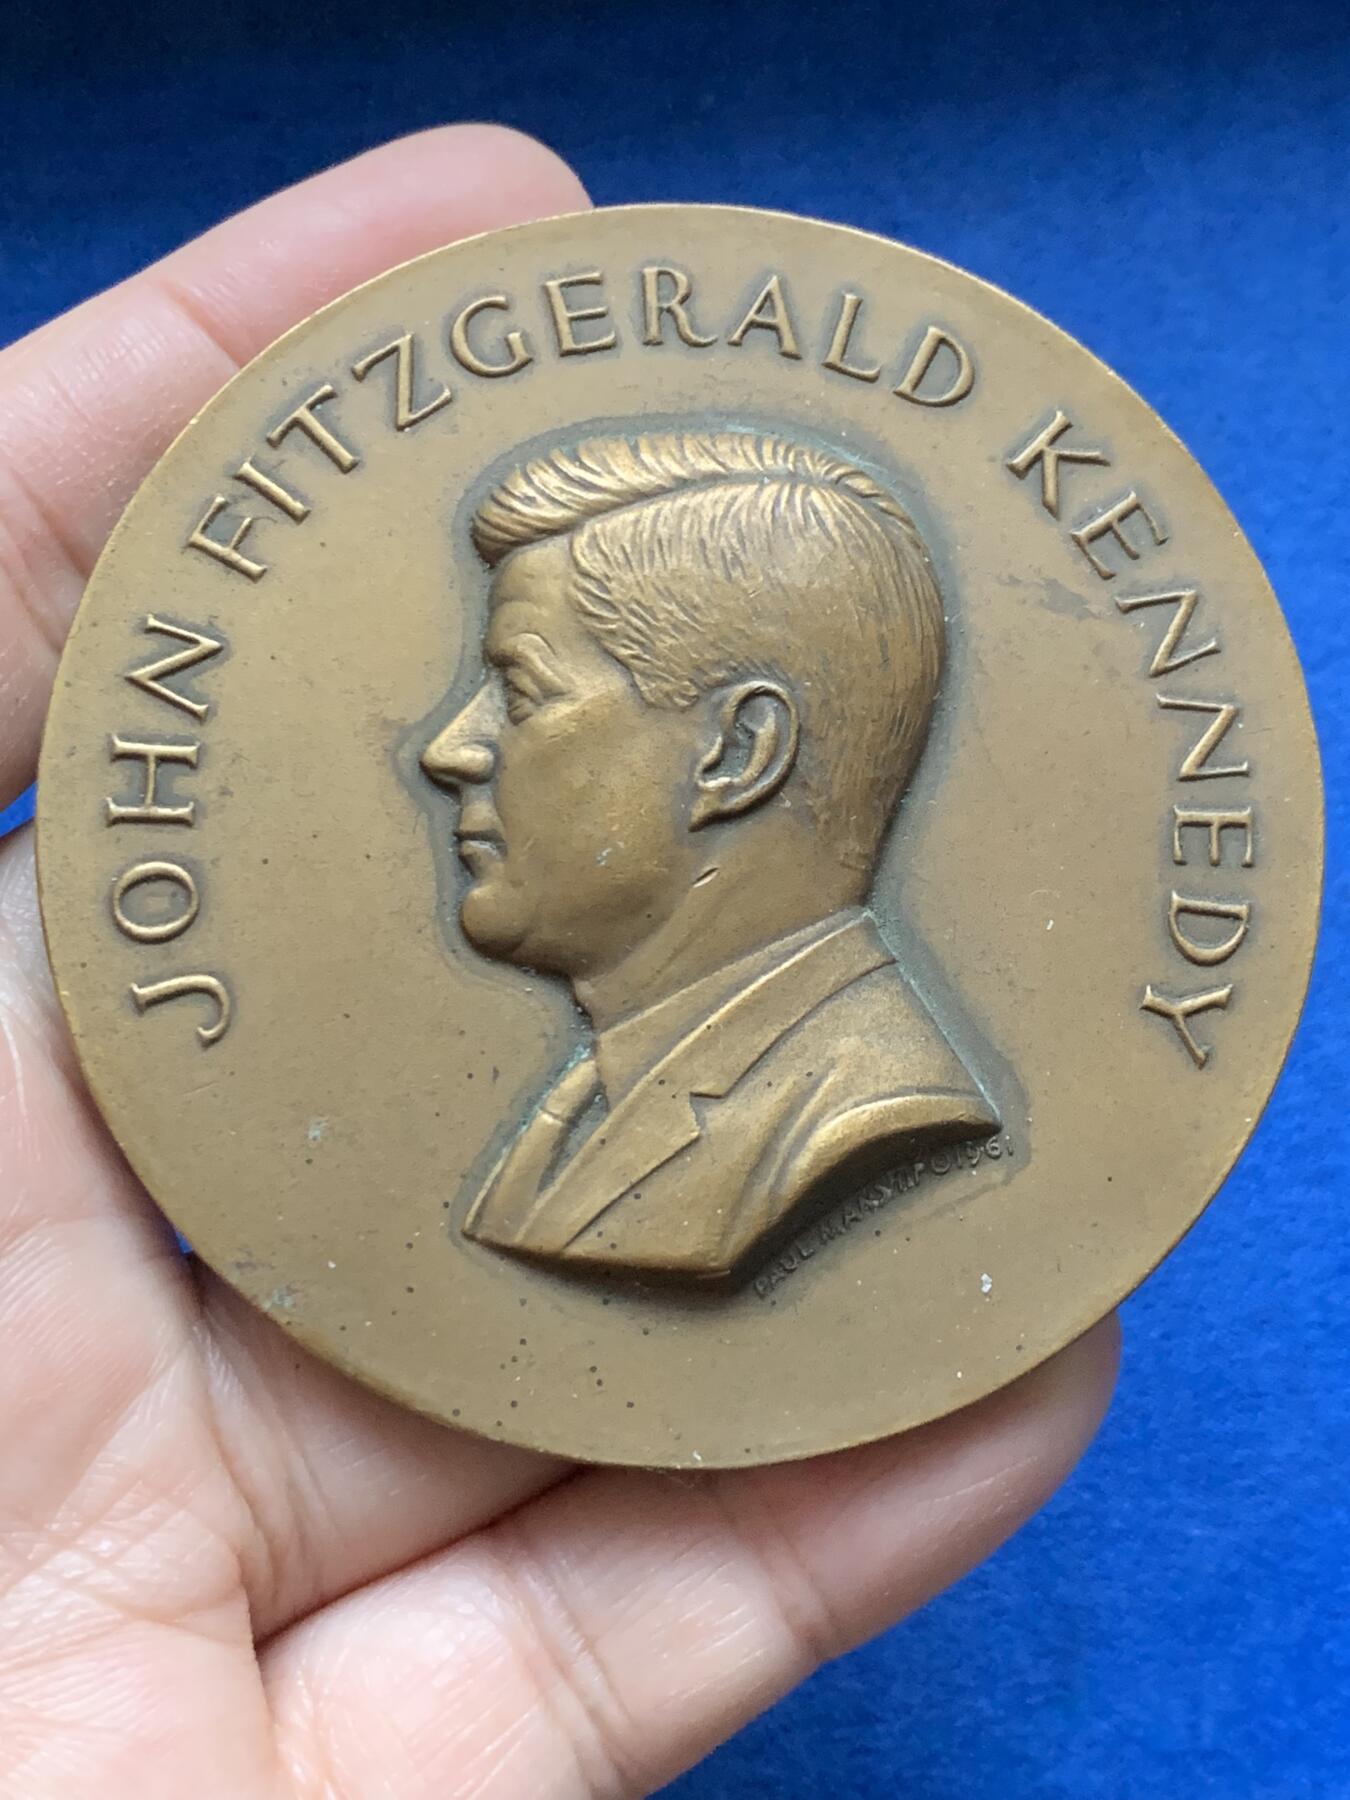 JOHN FITZGERALD KENNEDY
PAUL MANSHIP © 1961